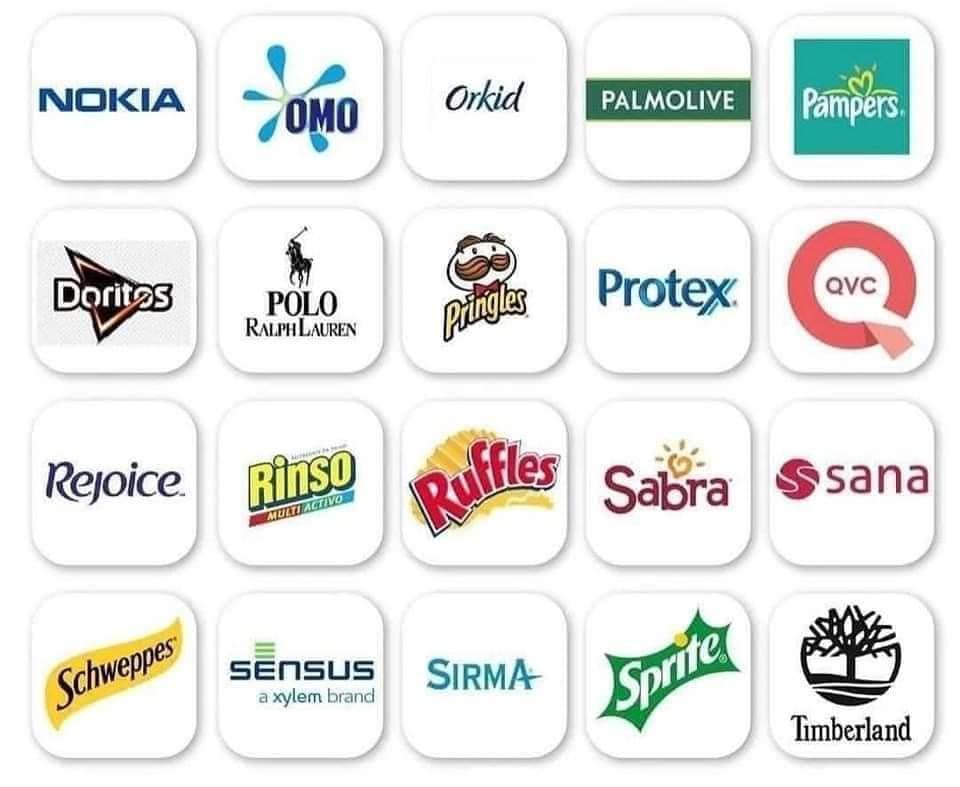 NOKIA
OMO
Orkid
PALMOLIVE
Pampers
Doritos
POLO
RALPH LAUREN
Pringles
Protex
QVC
Rejoice
Rinso
MULTI ACTIVO
Ruffles
Sabra
sana
Schweppes
sensus
a xylem brand
SIRMA
Sprite
Timberland